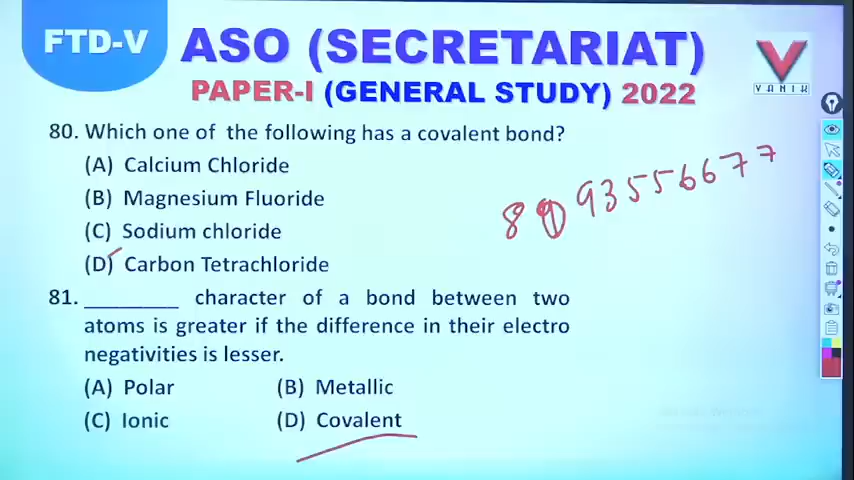 FTD-V
ASO (SECRETARIAT)
PAPER-I (GENERAL STUDY) 2022
VANIK
80. Which one of the following has a covalent bond?
(A) Calcium Chloride
(B) Magnesium Fluoride
(C) Sodium chloride
(D) Carbon Tetrachloride
8093556677
81. ________ character of a bond between two
atoms is greater if the difference in their electro
negativities is lesser.
(A) Polar (B) Metallic
(C) Ionic (D) Covalent